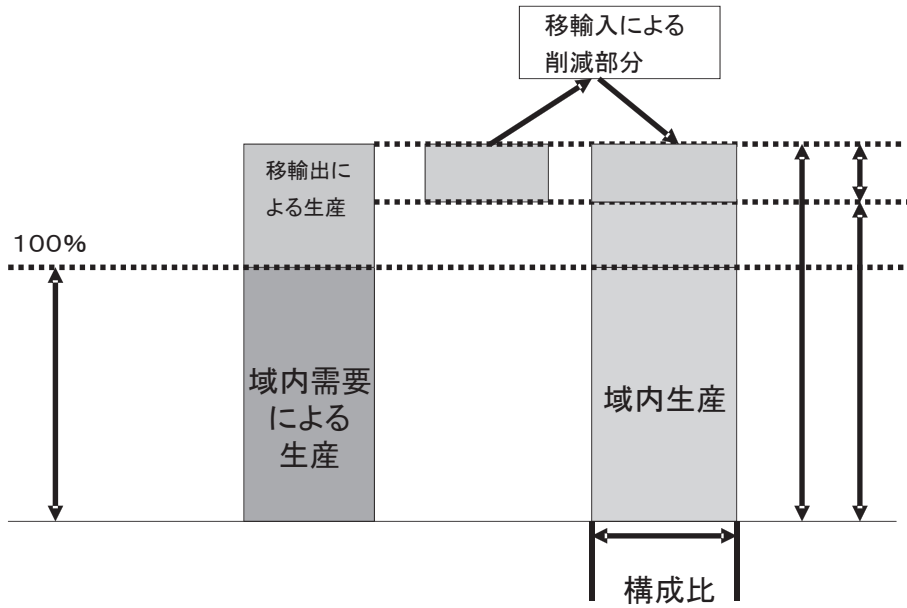 移輸入による
削減部分
移輸出に
よる生産
100%
域内需要
による
生産
域内生産
構成比